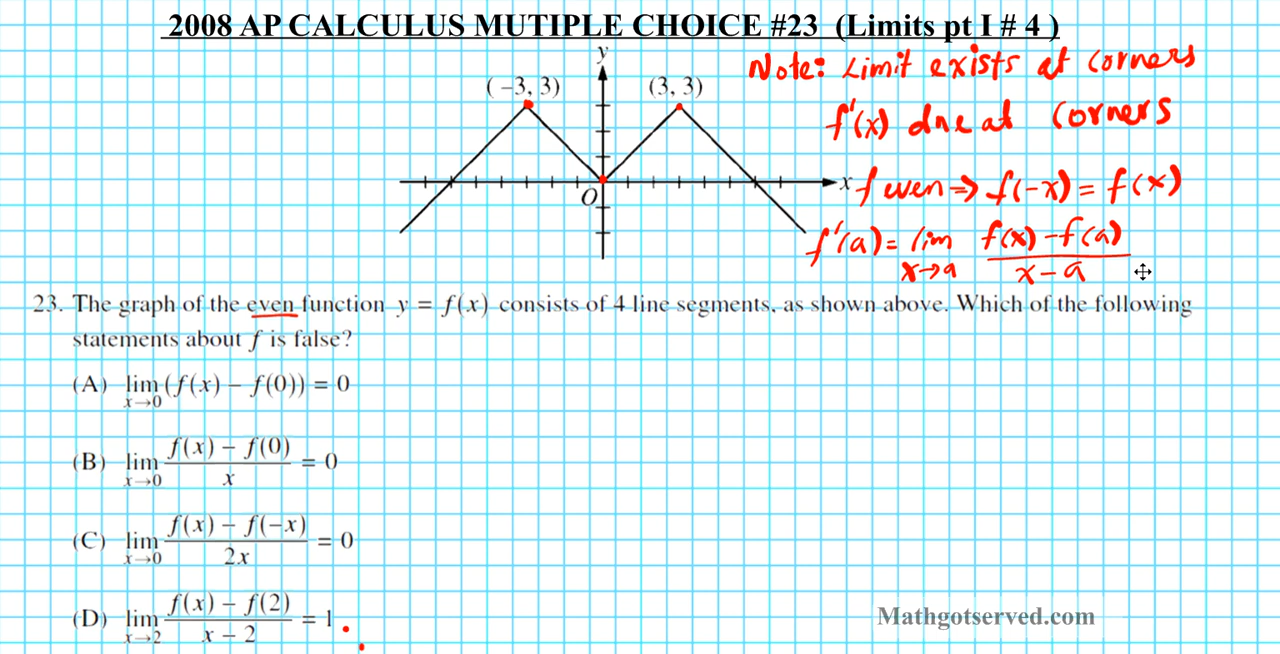 2008 AP CALCULUS MUTIPLE CHOICE #23 (Limits pt I # 4 )
y
(−3, 3)
(3, 3)
Note: Limit exists at corners
f'(x) dne at corners
x
O
f even ⇒ f(-x) = f(x)
f'(a) = lim x→a f(x) - f(a) / x - a
23. The graph of the even function y = f(x) consists of 4 line segments, as shown above. Which of the following
statements about f is false?
(A) lim x→0 (f(x) − f(0)) = 0
(B) lim x→0 f(x) − f(0) / x = 0
(C) lim x→0 f(x) − f(−x) / 2x = 0
(D) lim x→2 f(x) − f(2) / x − 2 = 1
Mathgotserved.com